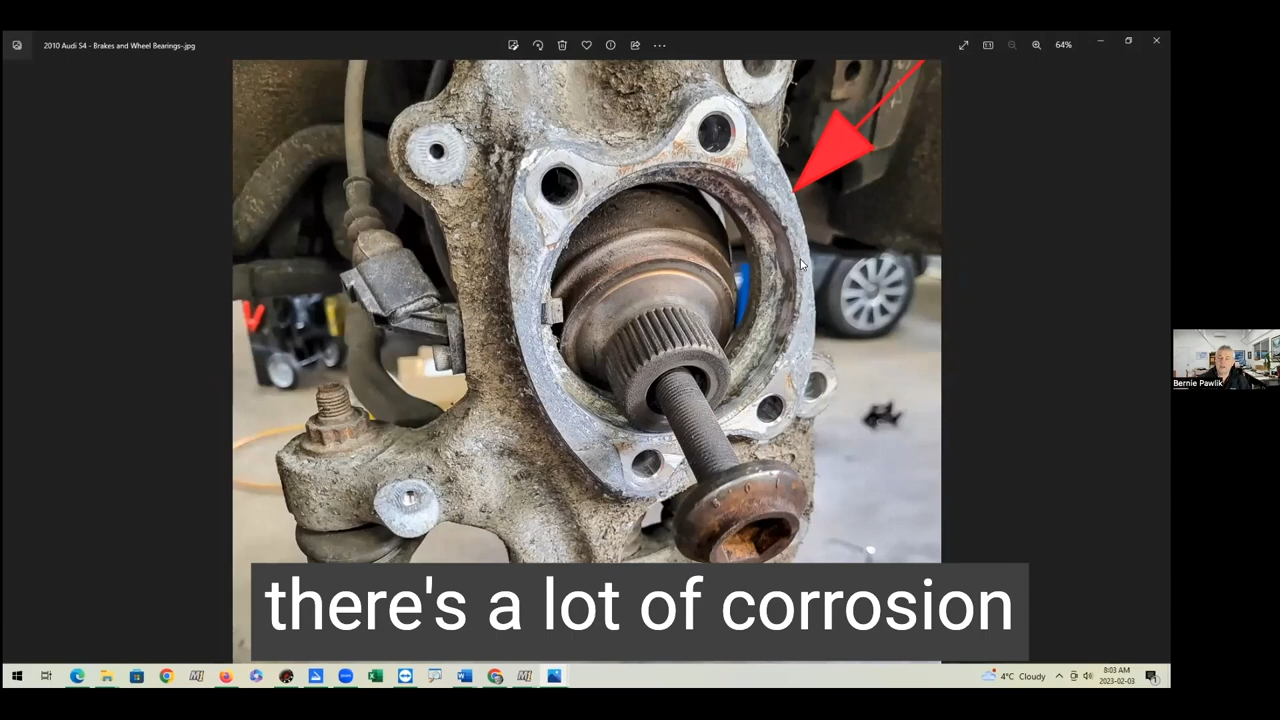 2010 Audi S4 - Brakes and Wheel Bearings-.jpg
64%
there's a lot of corrosion
Bernie Pawlik
4°C Cloudy
8:03 AM
2023-02-03